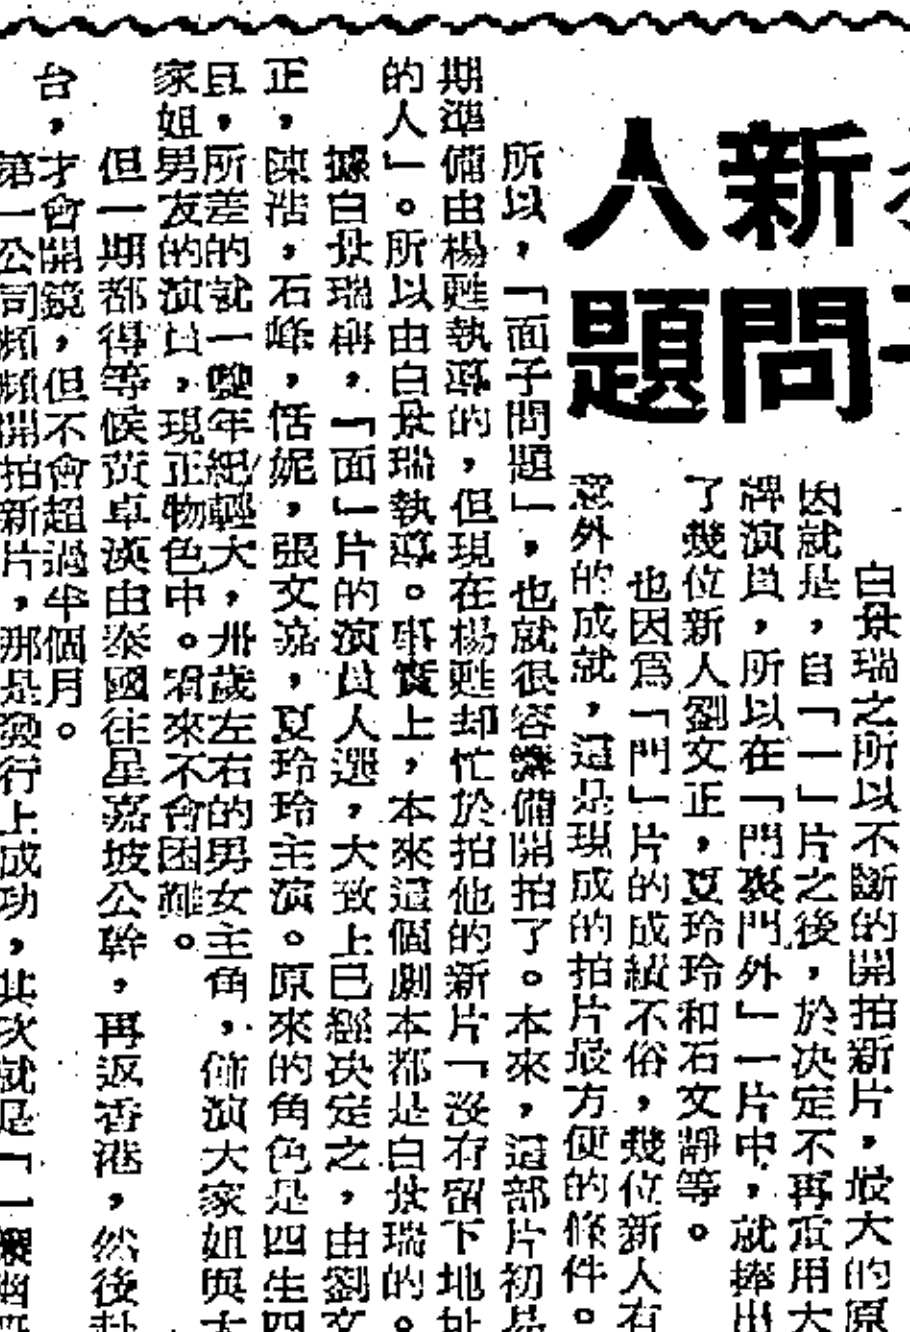 新人
問題
白景瑞之所以不斷的開拍新片，最大的原
因就是，自「一」片之後，於决定不再重用大
牌演員，所以在「門裏門外」一片中，就捧出
了幾位新人劉文正，夏玲玲和石文靜等。
也因爲「門」片的成績不俗，幾位新人有
意外的成就，這是現成的拍片最方便的條件。
所以，「面子問題」，也就很容籌備開拍了。本來，這部片初
期準備由楊甦執導的，但現在楊甦却忙於拍他的新片「沒有留下地址
的人」。所以由白景瑞執導。事實上，本來這個劇本都是白景瑞的。
據白景瑞稱，「面」片的演員人選，大致上已經決定之，由劉文
正，陳浩，石峰，恬妮，張文嘉，夏玲玲主演。原來的角色是四生四
旦，所差的就一雙年紀輕大，卅歲左右的男女主角，飾演大家姐與大
家姐男友的演員，現正物色中。看來不會困難。
但一期都得等候黃卓漢由泰國往星嘉坡公幹，再返香港，然後赴
台，才會開鏡，但不會超過半個月。
第一公司頻頻開拍新片，那是發行上成功，其次就是「一簾幽